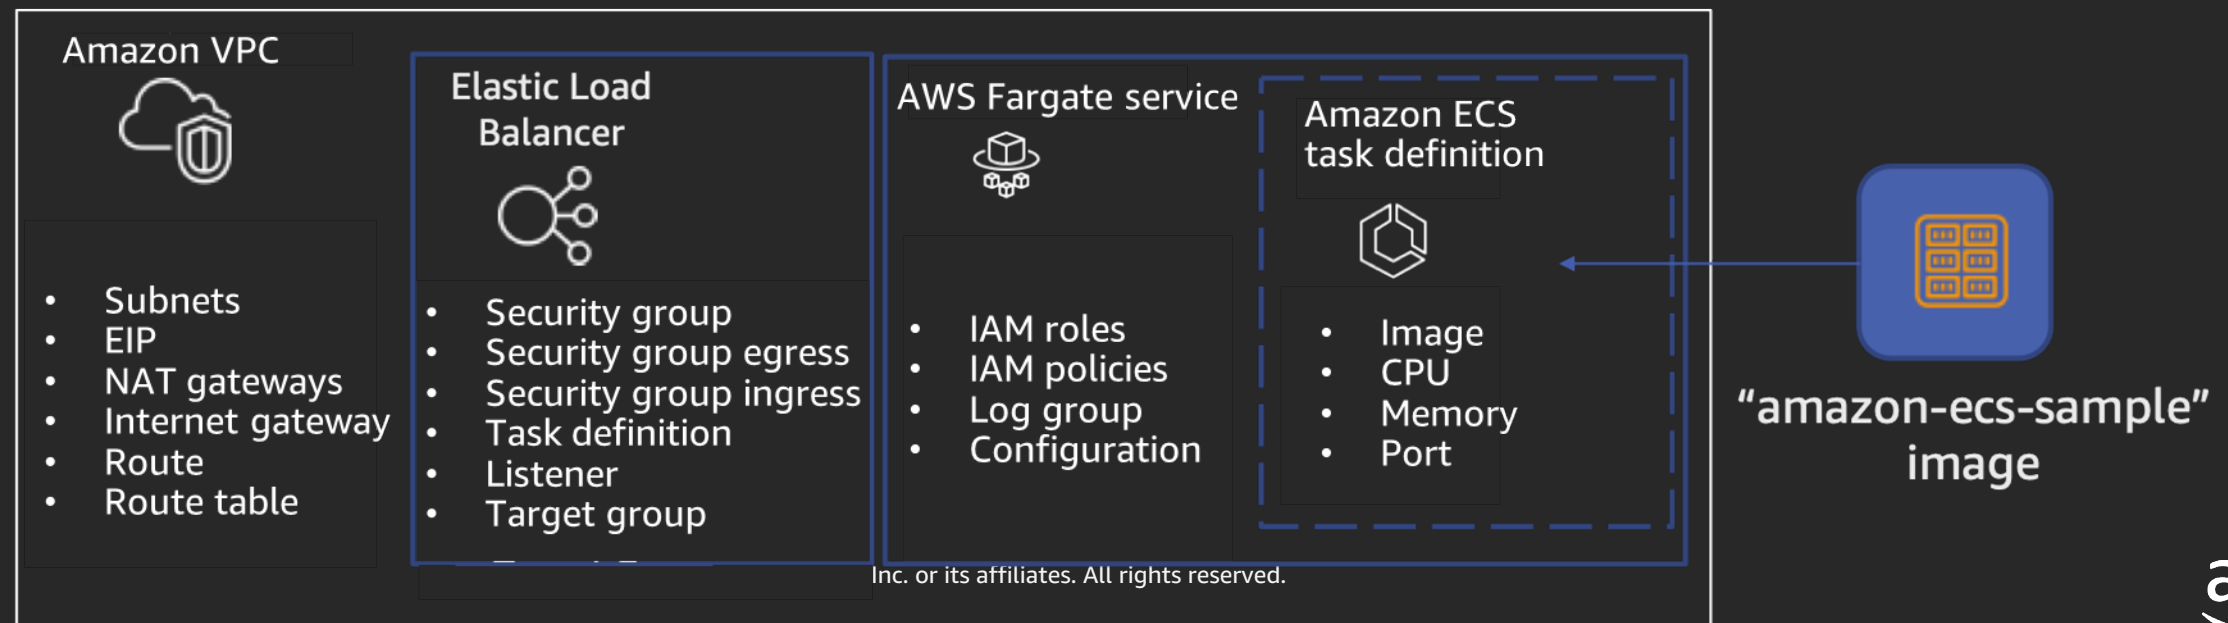 Amazon VPC
• Subnets
• EIP
• NAT gateways
• Internet gateway
• Route
• Route table
Elastic Load
Balancer
• Security group
• Security group egress
• Security group ingress
• Task definition
• Listener
• Target group
AWS Fargate service
• IAM roles
• IAM policies
• Log group
• Configuration
Amazon ECS
task definition
• Image
• CPU
• Memory
• Port
“amazon-ecs-sample”
image
Inc. or its affiliates. All rights reserved.